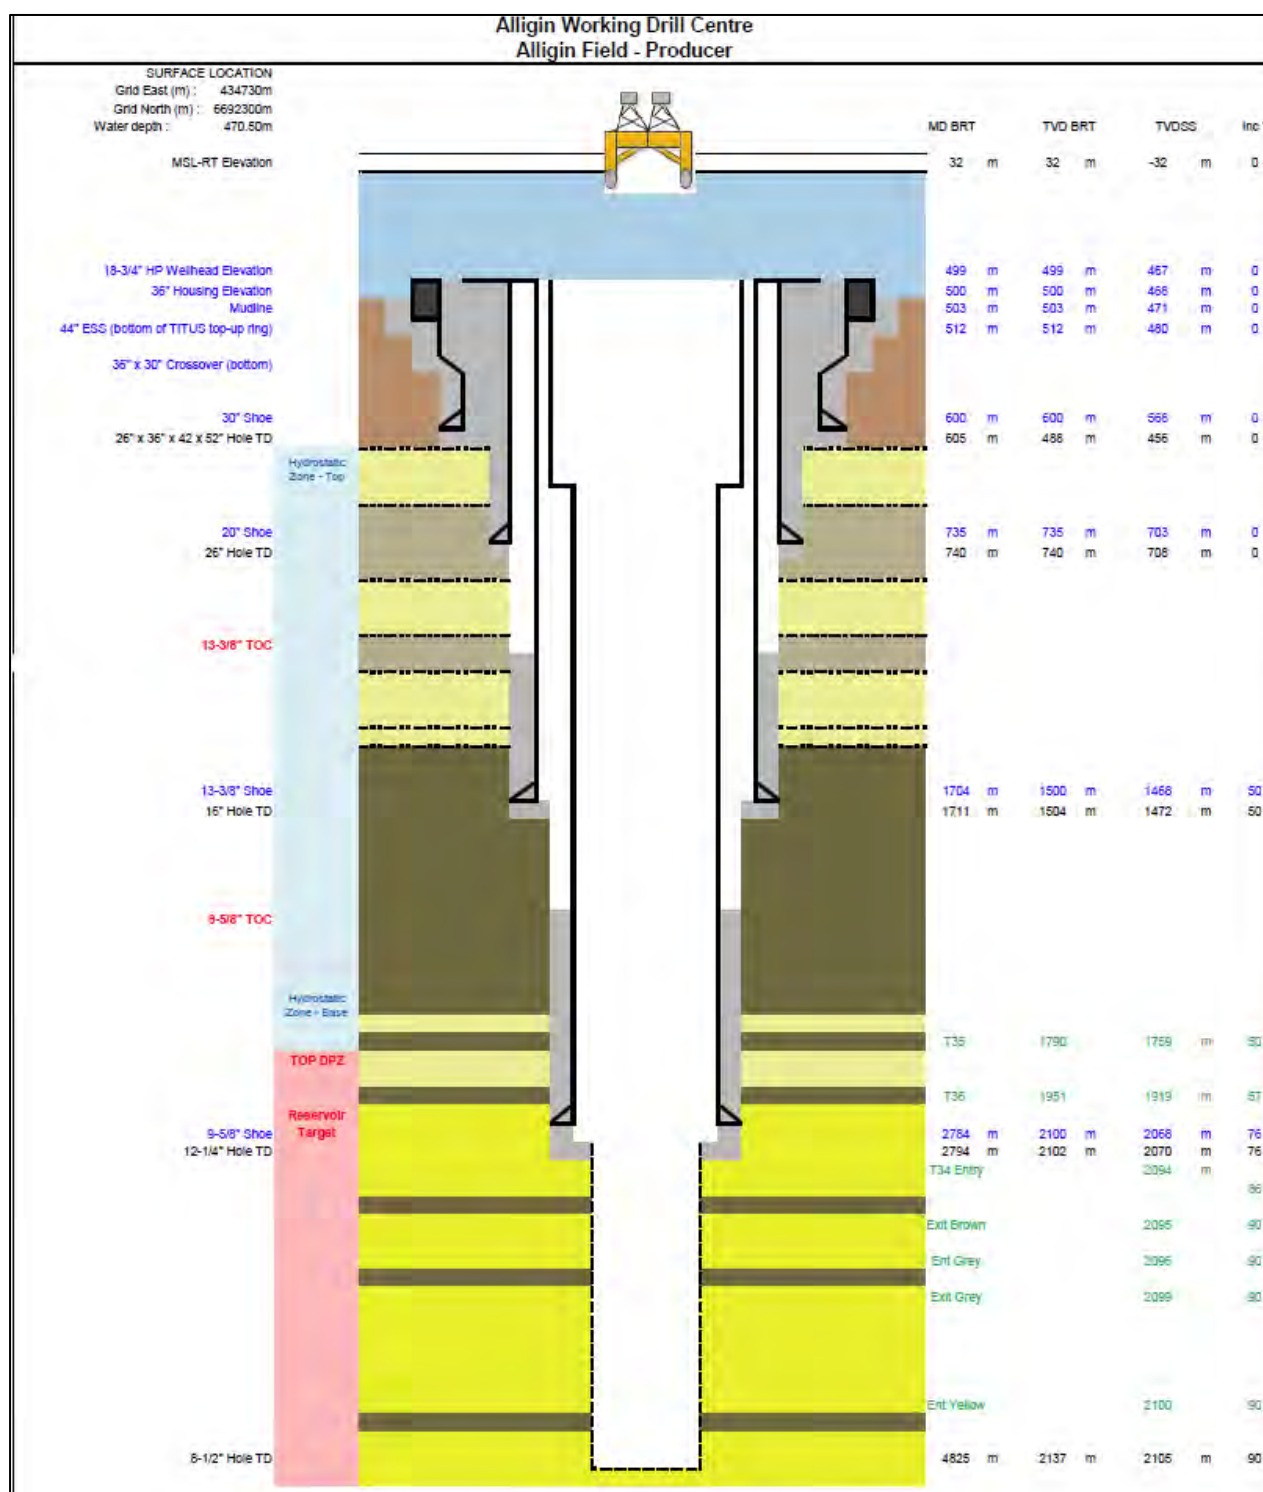 Alligin Working Drill Centre
Alligin Field - Producer
SURFACE LOCATION
Grid East (m) : 434730m
Grid North (m) : 6692300m
Water depth : 470.50m
MD BRT TVD BRT TVDSS Inc
MSL-RT Elevation 32 m 32 m -32 m 0
18-3/4" HP Wellhead Elevation 499 m 499 m 467 m 0
36" Housing Elevation 500 m 500 m 468 m 0
Mudline 503 m 503 m 471 m 0
44" ESS (bottom of TITUS top-up ring) 512 m 512 m 480 m 0
36" x 30" Crossover (bottom)
30" Shoe 600 m 600 m 568 m 0
26" x 36" x 42 x 52" Hole TD 605 m 488 m 456 m 0
Hydrostatic
Zone - Top
20" Shoe 735 m 735 m 703 m 0
26" Hole TD 740 m 740 m 708 m 0
13-3/8" TOC
13-3/8" Shoe 1704 m 1500 m 1468 m 50
16" Hole TD 1711 m 1504 m 1472 m 50
9-5/8" TOC
Hydrostatic
Zone - Base
T35 1790 1759 m 50
TOP DPZ
T36 1951 1919 m 57
Reservoir
Target
9-5/8" Shoe 2784 m 2100 m 2068 m 76
12-1/4" Hole TD 2794 m 2102 m 2070 m 76
T34 Entry 2094 m
86
Exit Brown 2095 90
Ent Grey 2096 90
Exit Grey 2099 90
Ent Yellow 2100 90
8-1/2" Hole TD 4825 m 2137 m 2105 m 90